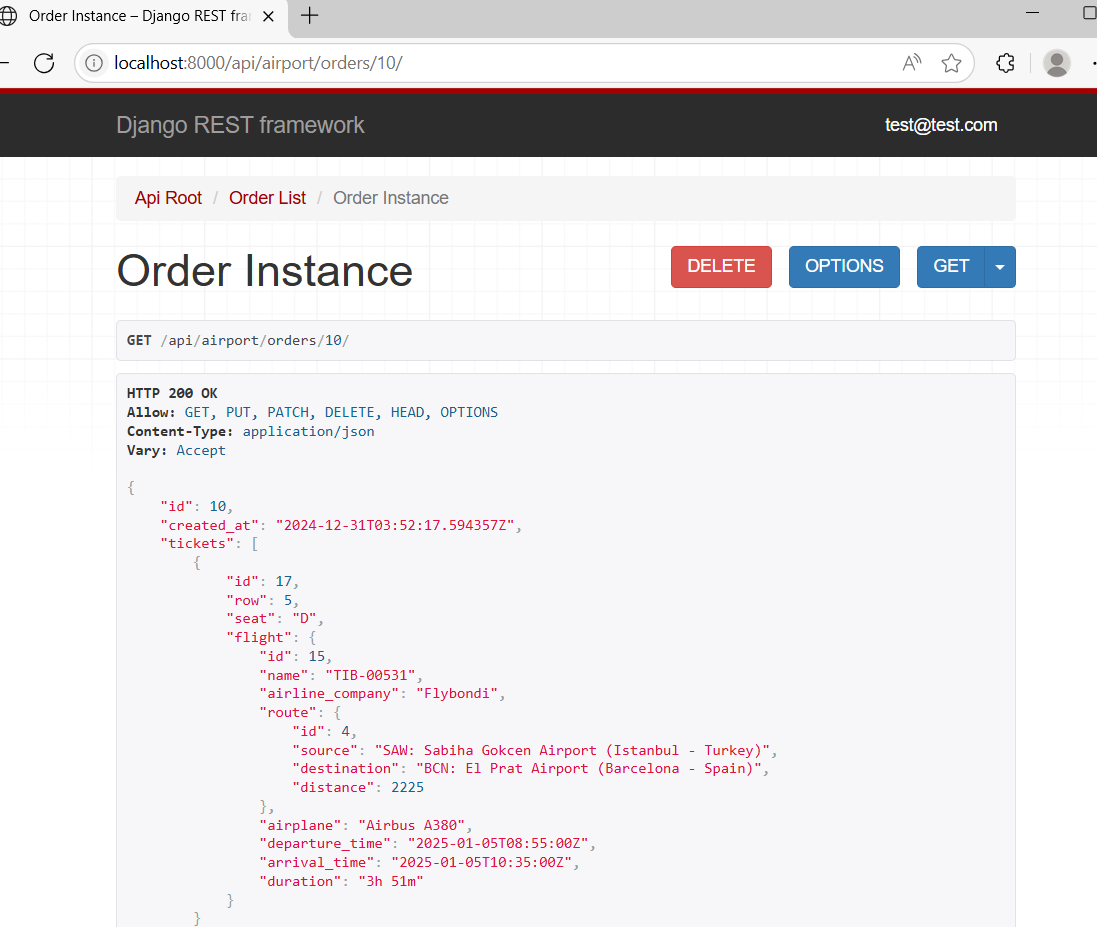 Order Instance – Django REST fra
localhost:8000/api/airport/orders/10/
Django REST framework
test@test.com
Api Root / Order List / Order Instance
Order Instance
DELETE
OPTIONS
GET
GET /api/airport/orders/10/
HTTP 200 OK
Allow: GET, PUT, PATCH, DELETE, HEAD, OPTIONS
Content-Type: application/json
Vary: Accept
{
    "id": 10,
    "created_at": "2024-12-31T03:52:17.594357Z",
    "tickets": [
        {
            "id": 17,
            "row": 5,
            "seat": "D",
            "flight": {
                "id": 15,
                "name": "TIB-00531",
                "airline_company": "Flybondi",
                "route": {
                    "id": 4,
                    "source": "SAW: Sabiha Gokcen Airport (Istanbul - Turkey)",
                    "destination": "BCN: El Prat Airport (Barcelona - Spain)",
                    "distance": 2225
                },
                "airplane": "Airbus A380",
                "departure_time": "2025-01-05T08:55:00Z",
                "arrival_time": "2025-01-05T10:35:00Z",
                "duration": "3h 51m"
            }
        }